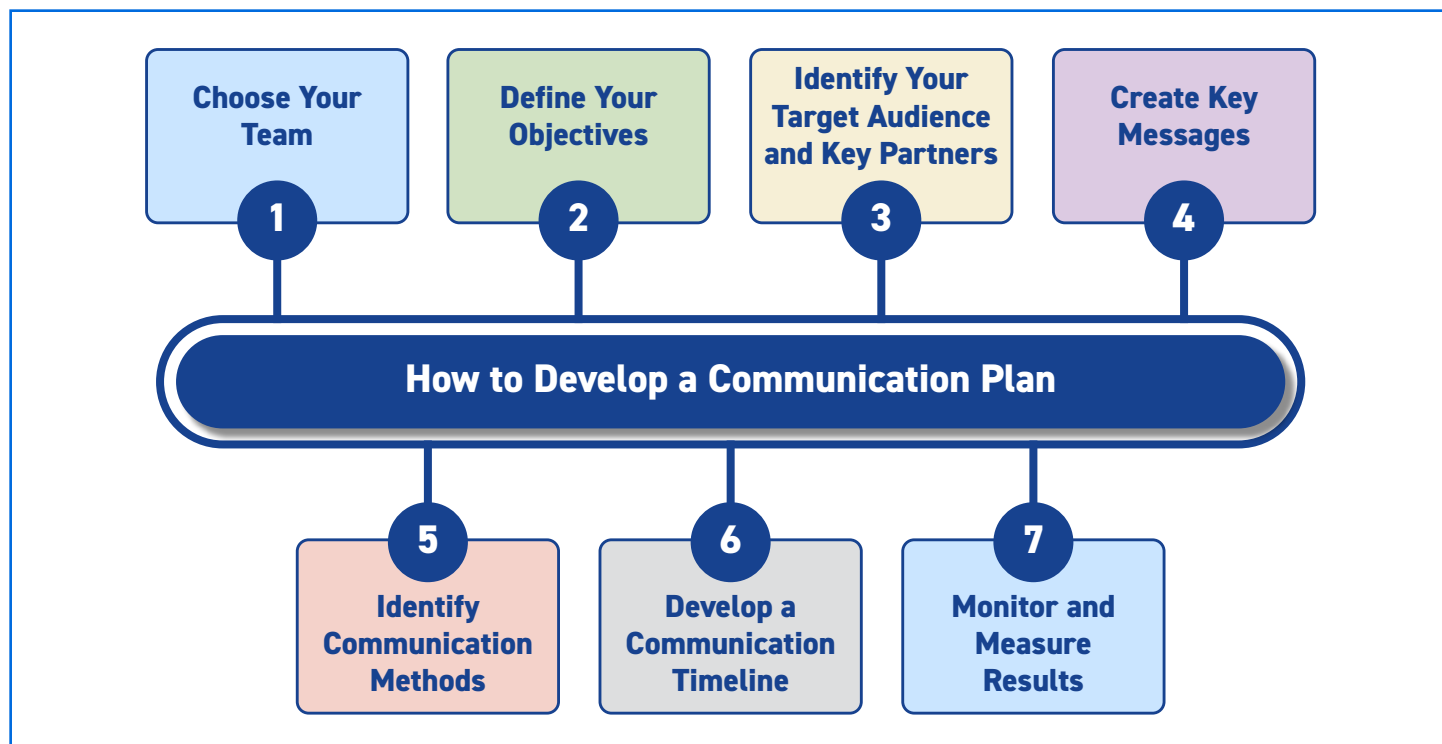 Choose Your
Team
1
Define Your
Objectives
2
Identify Your
Target Audience
and Key Partners
3
Create Key
Messages
4
How to Develop a Communication Plan
5
Identify
Communication
Methods
6
Develop a
Communication
Timeline
7
Monitor and
Measure
Results